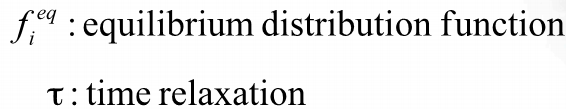 f_i^{eq} : equilibrium distribution function
τ : time relaxation